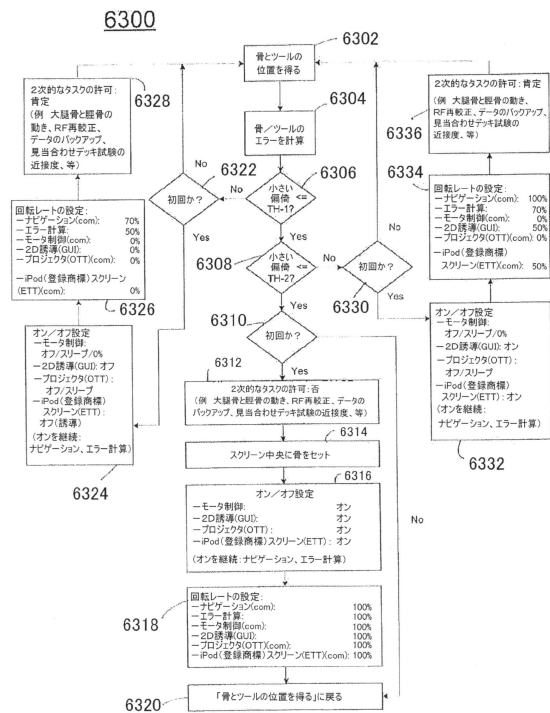 6300
骨とツールの
位置を得る
6302
骨／ツールの
エラーを計算
6304
小さい
偏倚 <=
TH-1?
6306
No
Yes
小さい
偏倚 <=
TH-2?
6308
No
Yes
初回か？
6310
Yes
No
6312
2次的なタスクの許可：否
(例 大腿骨と脛骨の動き、RF再較正、データの
バックアップ、見当合わせデッキ試験の近接度、等)
6314
スクリーン中央に骨をセット
6316
オン／オフ設定
－モータ制御: オン
－2D誘導(GUI): オン
－プロジェクタ(OTT): オン
－iPod(登録商標)スクリーン(ETT): オン
(オンを継続：ナビゲーション、エラー計算)
6318
回転レートの設定:
－ナビゲーション(com): 100%
－エラー計算: 100%
－モータ制御(com): 100%
－2D誘導(GUI): 100%
－プロジェクタ(OTT)(com): 100%
－iPod(登録商標)スクリーン(ETT)(com): 100%
6320
「骨とツールの位置を得る」に戻る
6322
初回か？
No
Yes
6324
オン／オフ設定
－モータ制御:
オフ/スリープ/0%
－2D誘導(GUI): オフ
－プロジェクタ(OTT):
オフ/スリープ
－iPod(登録商標)
スクリーン(ETT):
オフ(誘導)
(オンを継続:
ナビゲーション、エラー計算)
6326
回転レートの設定:
－ナビゲーション(com): 70%
－エラー計算: 50%
－モータ制御(com): 0%
－2D誘導(GUI): 0%
－プロジェクタ(OTT)(com): 0%
－iPod(登録商標)スクリーン
(ETT)(com): 0%
6328
2次的なタスクの許可:
肯定
(例 大腿骨と脛骨の
動き、RF再較正、
データのバックアップ、
見当合わせデッキ試験の
近接度、等)
初回か？
6330
No
Yes
6332
オン／オフ設定
－モータ制御:
オフ/スリープ/0%
－2D誘導(GUI): オン
－プロジェクタ(OTT):
オフ/スリープ
－iPod(登録商標)
スクリーン(ETT): オン
(オンを継続:
ナビゲーション、エラー計算)
6334
回転レートの設定:
－ナビゲーション(com): 100%
－エラー計算: 70%
－モータ制御(com): 0%
－2D誘導(GUI): 50%
－プロジェクタ(OTT)(com): 0%
－iPod(登録商標)
スクリーン(ETT)(com): 50%
6336
2次的なタスクの許可:
肯定
(例 大腿骨と脛骨の動き、
RF再較正、
データのバックアップ、
見当合わせデッキ試験の
近接度、等)